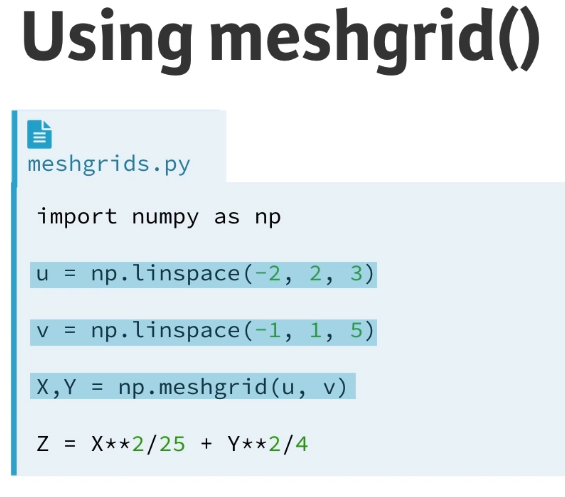 Using meshgrid()
meshgrids.py
import numpy as np
u = np.linspace(-2, 2, 3)
v = np.linspace(-1, 1, 5)
X,Y = np.meshgrid(u, v)
Z = X**2/25 + Y**2/4